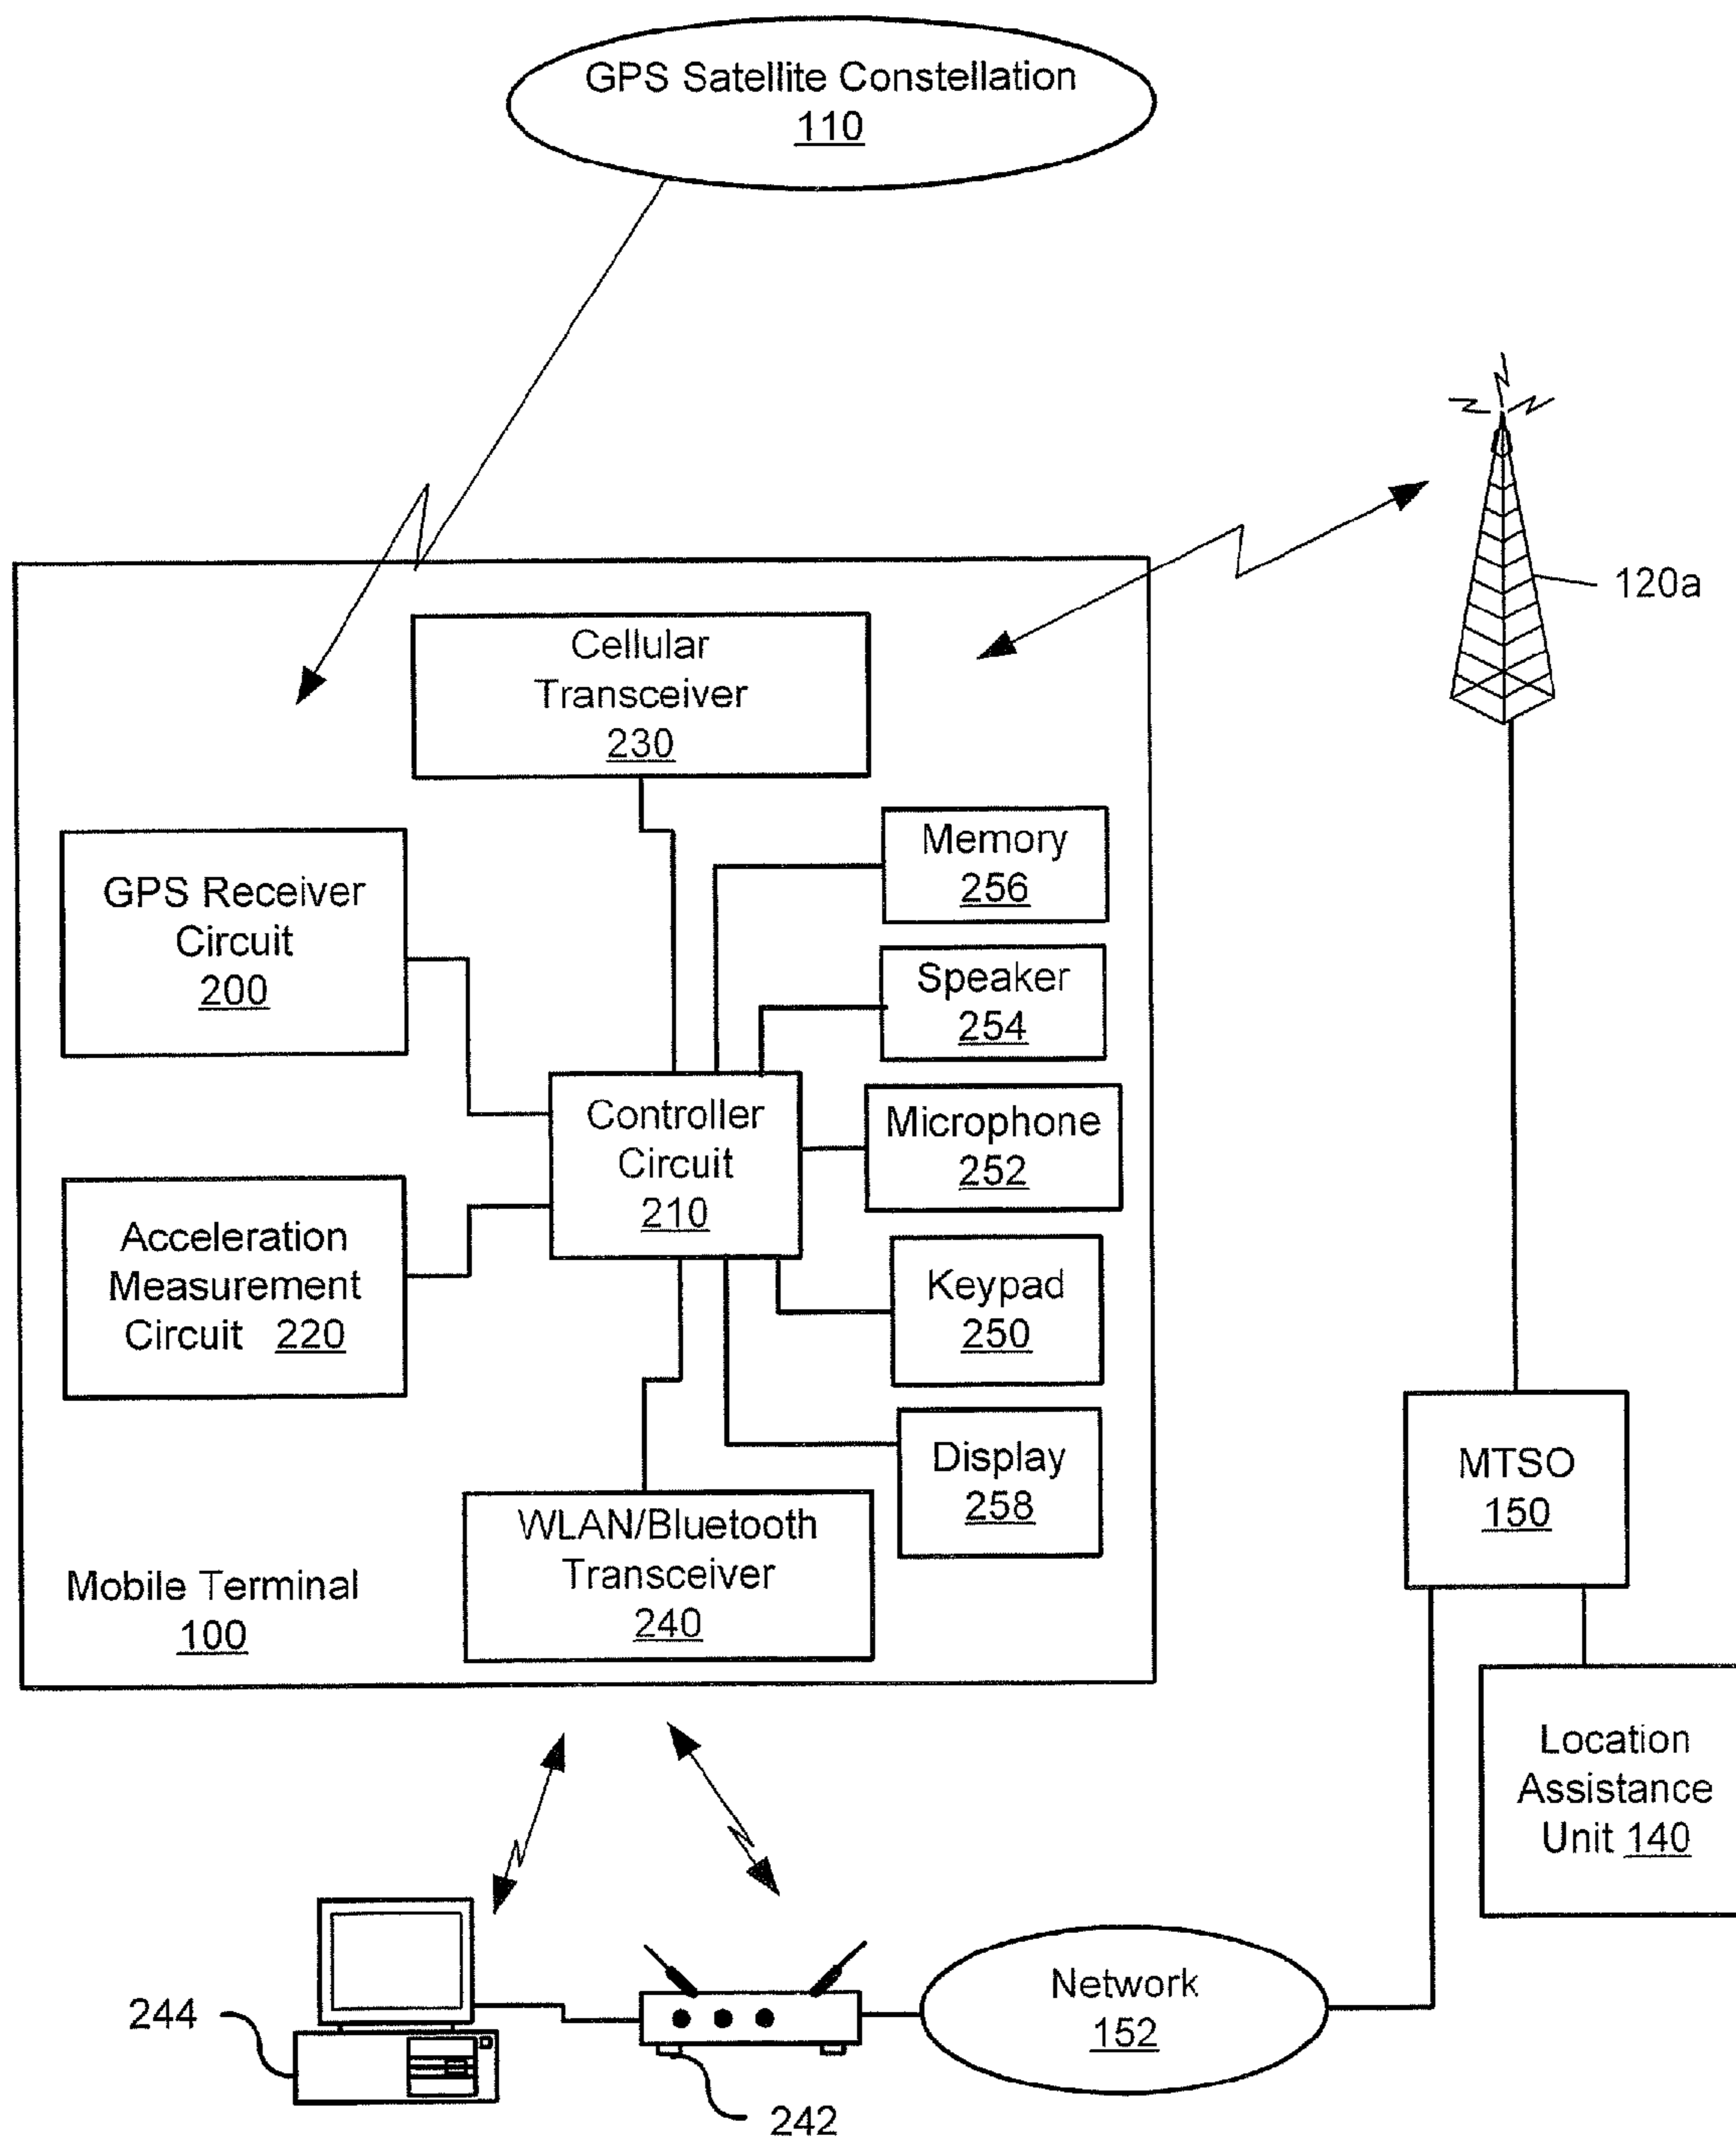 GPS Satellite Constellation
110
120a
Cellular
Transceiver
230
Memory
256
GPS Receiver
Circuit
200
Speaker
254
Controller
Circuit
210
Microphone
252
Acceleration
Measurement
Circuit 220
Keypad
250
Display
258
MTSO
150
WLAN/Bluetooth
Transceiver
240
Mobile Terminal
100
Location
Assistance
Unit 140
Network
152
244
242